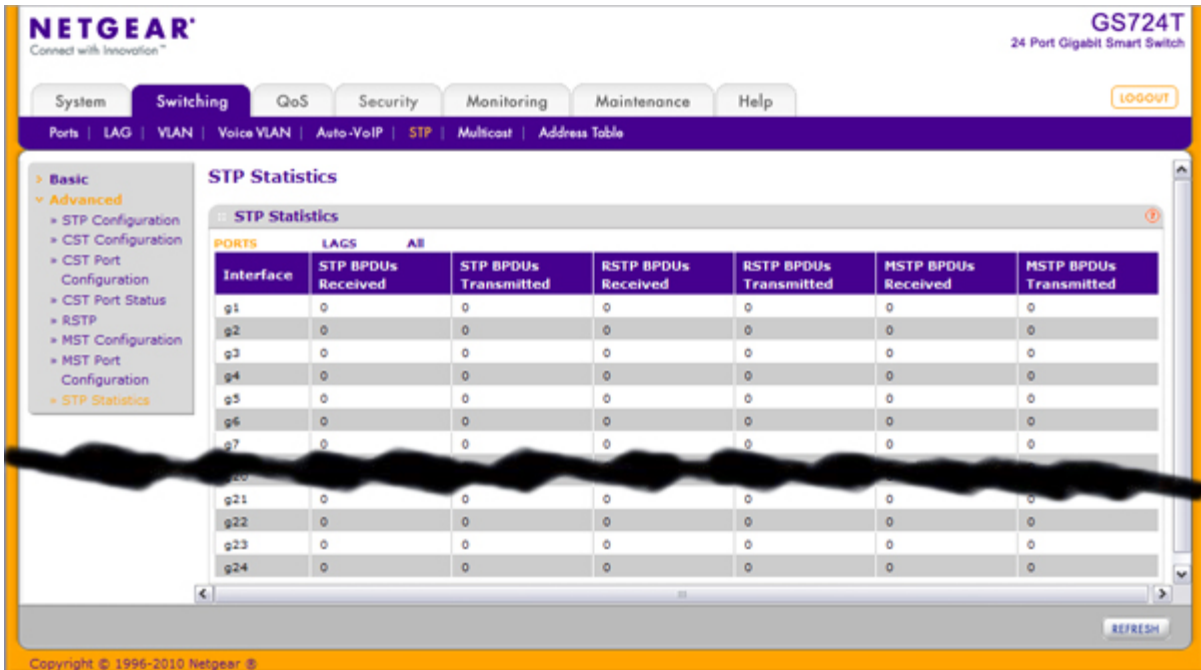 NETGEAR®
Connect with Innovation™
GS724T
24 Port Gigabit Smart Switch
System Switching QoS Security Monitoring Maintenance Help LOGOUT
Ports | LAG | VLAN | Voice VLAN | Auto-VoIP | STP | Multicast | Address Table
Basic
Advanced
» STP Configuration
» CST Configuration
» CST Port
Configuration
» CST Port Status
» RSTP
» MST Configuration
» MST Port
Configuration
» STP Statistics
STP Statistics
STP Statistics
PORTS LAGS All
Interface STP BPDUs Received STP BPDUs Transmitted RSTP BPDUs Received RSTP BPDUs Transmitted MSTP BPDUs Received MSTP BPDUs Transmitted
g1 0 0 0 0 0 0
g2 0 0 0 0 0 0
g3 0 0 0 0 0 0
g4 0 0 0 0 0 0
g5 0 0 0 0 0 0
g6 0 0 0 0 0 0
g7 0 0 0 0 0 0
g21 0 0 0 0 0 0
g22 0 0 0 0 0 0
g23 0 0 0 0 0 0
g24 0 0 0 0 0 0
REFRESH
Copyright © 1996-2010 Netgear ®